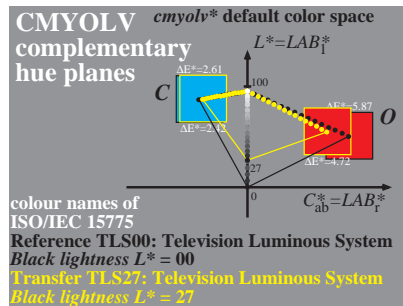 CMYOLV
complementary
hue planes
cmyolv* default color space
L*=LAB*l
ΔE*=2.61
100
C
ΔE*=2.42
ΔE*=5.87
O
ΔE*=4.72
27
0
C*ab=LAB*r
colour names of
ISO/IEC 15775
Reference TLS00: Television Luminous System
Black lightness L* = 00
Transfer TLS27: Television Luminous System
Black lightness L* = 27